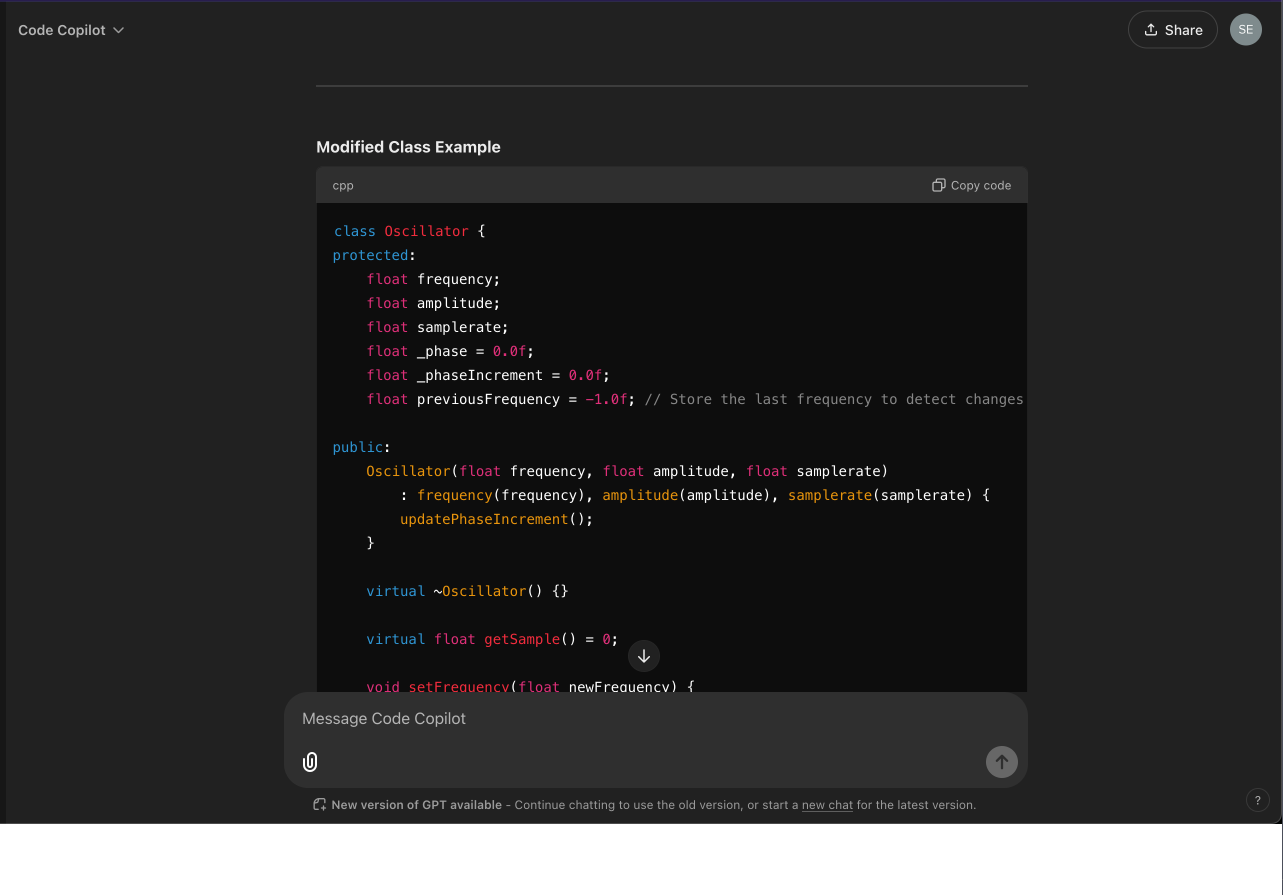 Code Copilot
Share
SE
Modified Class Example
cpp
Copy code
class Oscillator {
protected:
    float frequency;
    float amplitude;
    float samplerate;
    float _phase = 0.0f;
    float _phaseIncrement = 0.0f;
    float previousFrequency = -1.0f; // Store the last frequency to detect changes
public:
    Oscillator(float frequency, float amplitude, float samplerate)
        : frequency(frequency), amplitude(amplitude), samplerate(samplerate) {
        updatePhaseIncrement();
    }
    virtual ~Oscillator() {}
    virtual float getSample() = 0;
    void setFrequency(float newFrequency) {
Message Code Copilot
New version of GPT available - Continue chatting to use the old version, or start a new chat for the latest version.
?